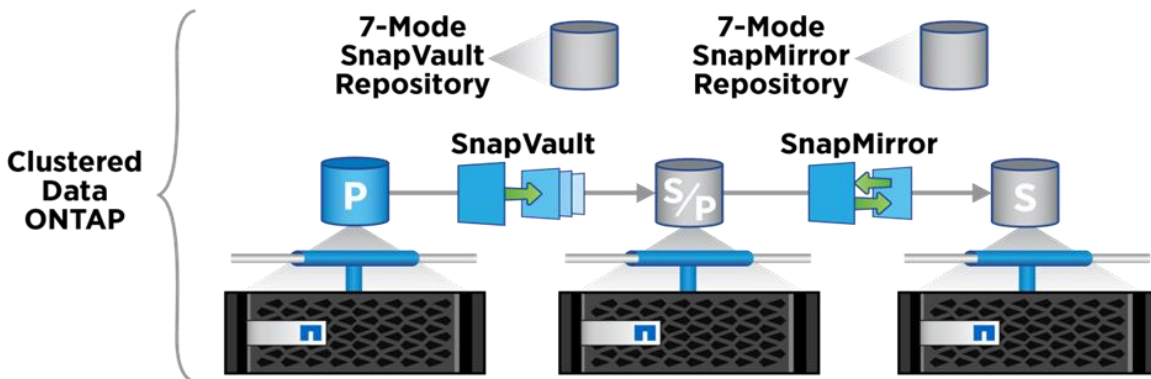 7-Mode
SnapVault
Repository
7-Mode
SnapMirror
Repository
Clustered
Data
ONTAP
SnapVault
SnapMirror
P
S/P
S